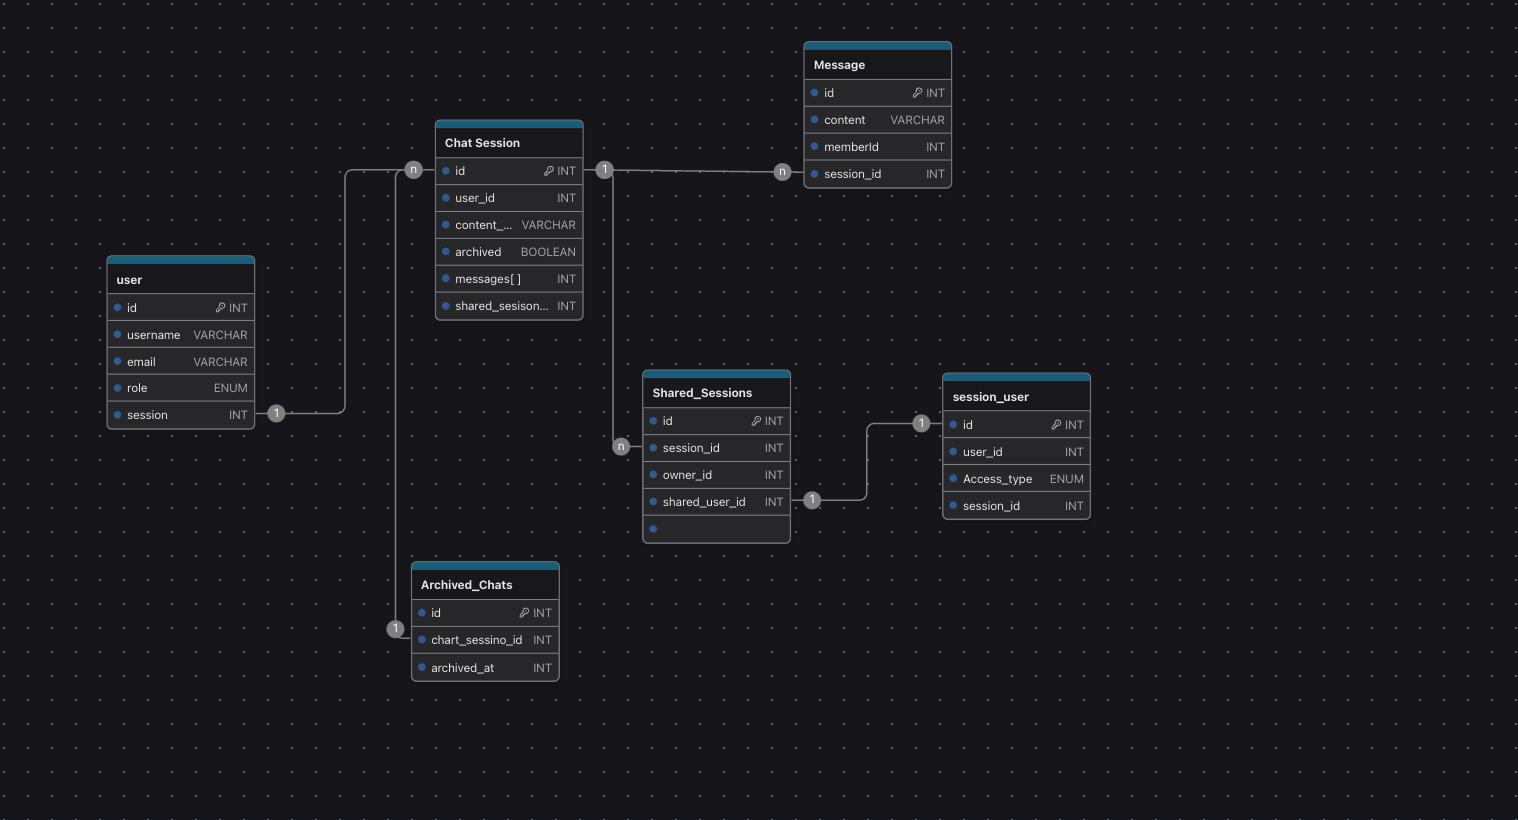 Message
id INT
content VARCHAR
memberId INT
session_id INT
Chat Session
id INT
user_id INT
content_... VARCHAR
archived BOOLEAN
messages[ ] INT
shared_sesison... INT
n
1
n
user
id INT
username VARCHAR
email VARCHAR
role ENUM
session INT
1
Shared_Sessions
id INT
session_id INT
owner_id INT
shared_user_id INT
n
1
session_user
id INT
user_id INT
Access_type ENUM
session_id INT
1
Archived_Chats
id INT
chart_sessino_id INT
archived_at INT
1